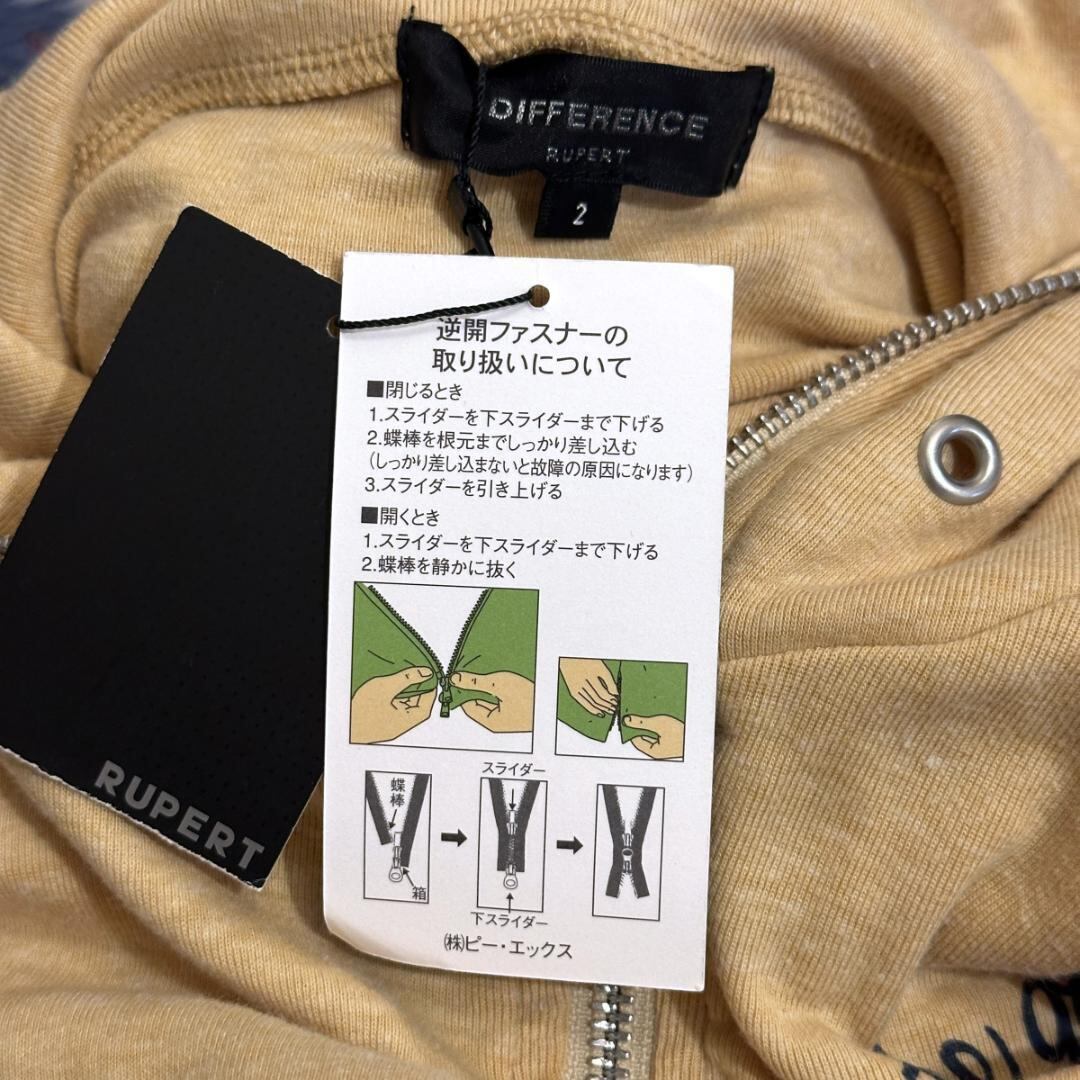 DIFFERENCE
RUPERT
2
逆開ファスナーの
取り扱いについて
■閉じるとき
1.スライダーを下スライダーまで下げる
2.蝶棒を根元までしっかり差し込む
（しっかり差し込まないと故障の原因になります）
3.スライダーを引き上げる
■開くとき
1.スライダーを下スライダーまで下げる
2.蝶棒を静かに抜く
スライダー
蝶棒
箱
下スライダー
㈱ピー・エックス
RUPERT